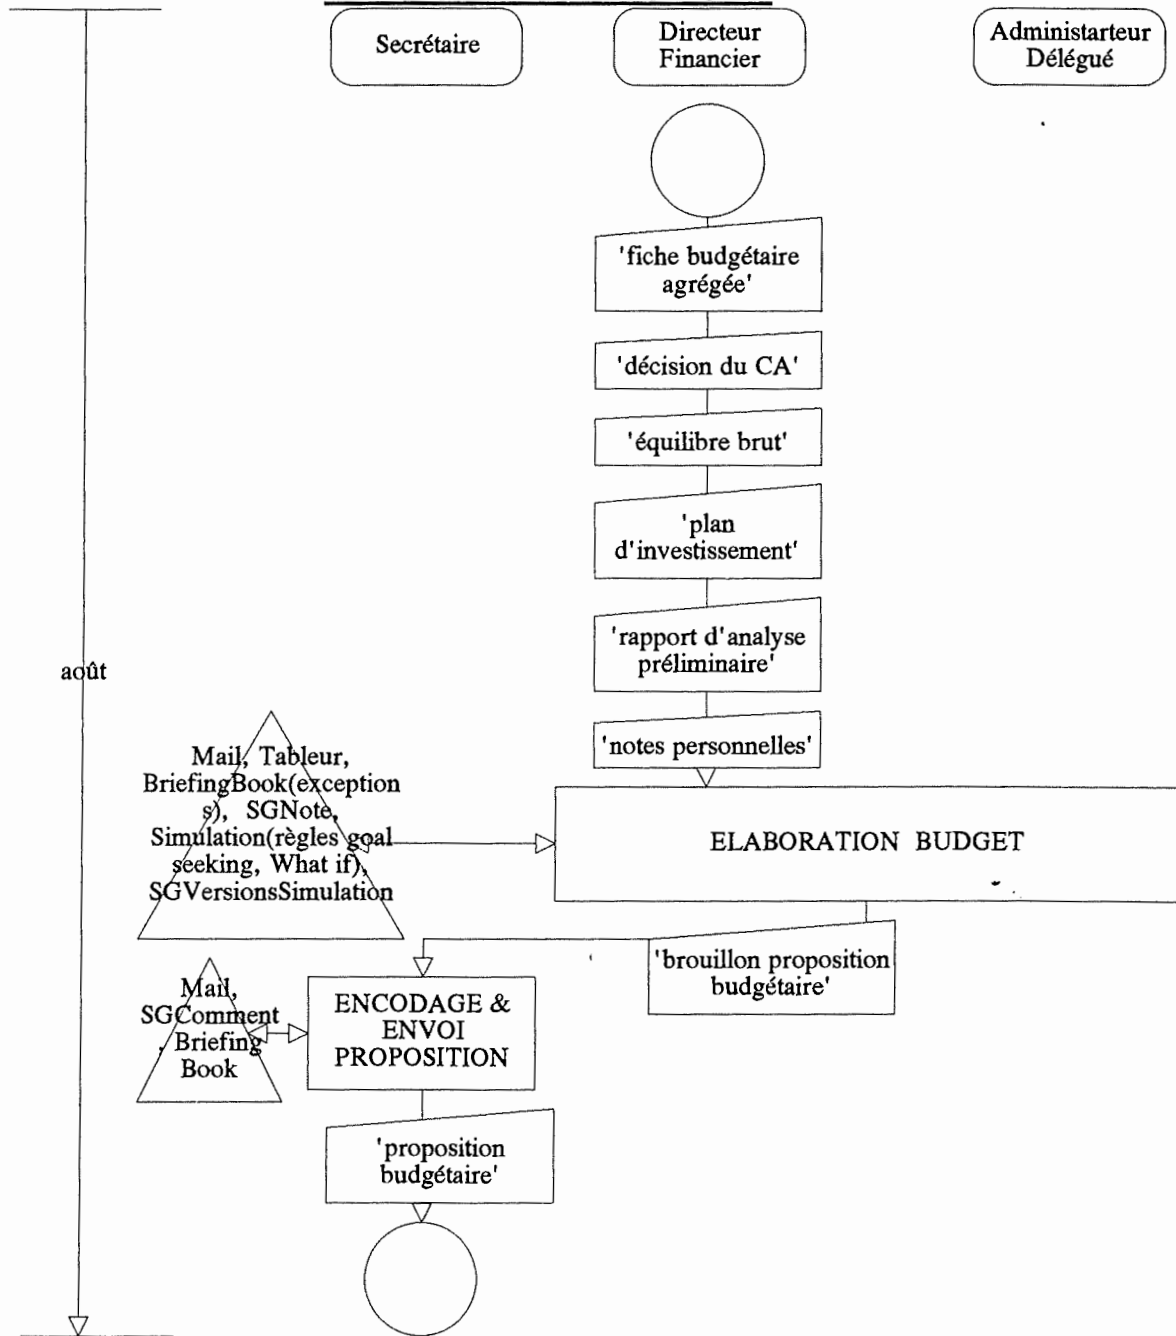 Secrétaire
Directeur
Financier
Administarteur
Délégué
'fiche budgétaire
agrégée'
'décision du CA'
'équilibre brut'
'plan
d'investissement'
'rapport d'analyse
préliminaire'
août
'notes personnelles'
Mail, Tableur,
BriefingBook(exception
s), SGNote,
Simulation(règles goal
seeking, What if),
SGVersionsSimulation
ELABORATION BUDGET
'brouillon proposition
budgétaire'
Mail,
SGComment
, Briefing
Book
ENCODAGE &
ENVOI
PROPOSITION
'proposition
budgétaire'